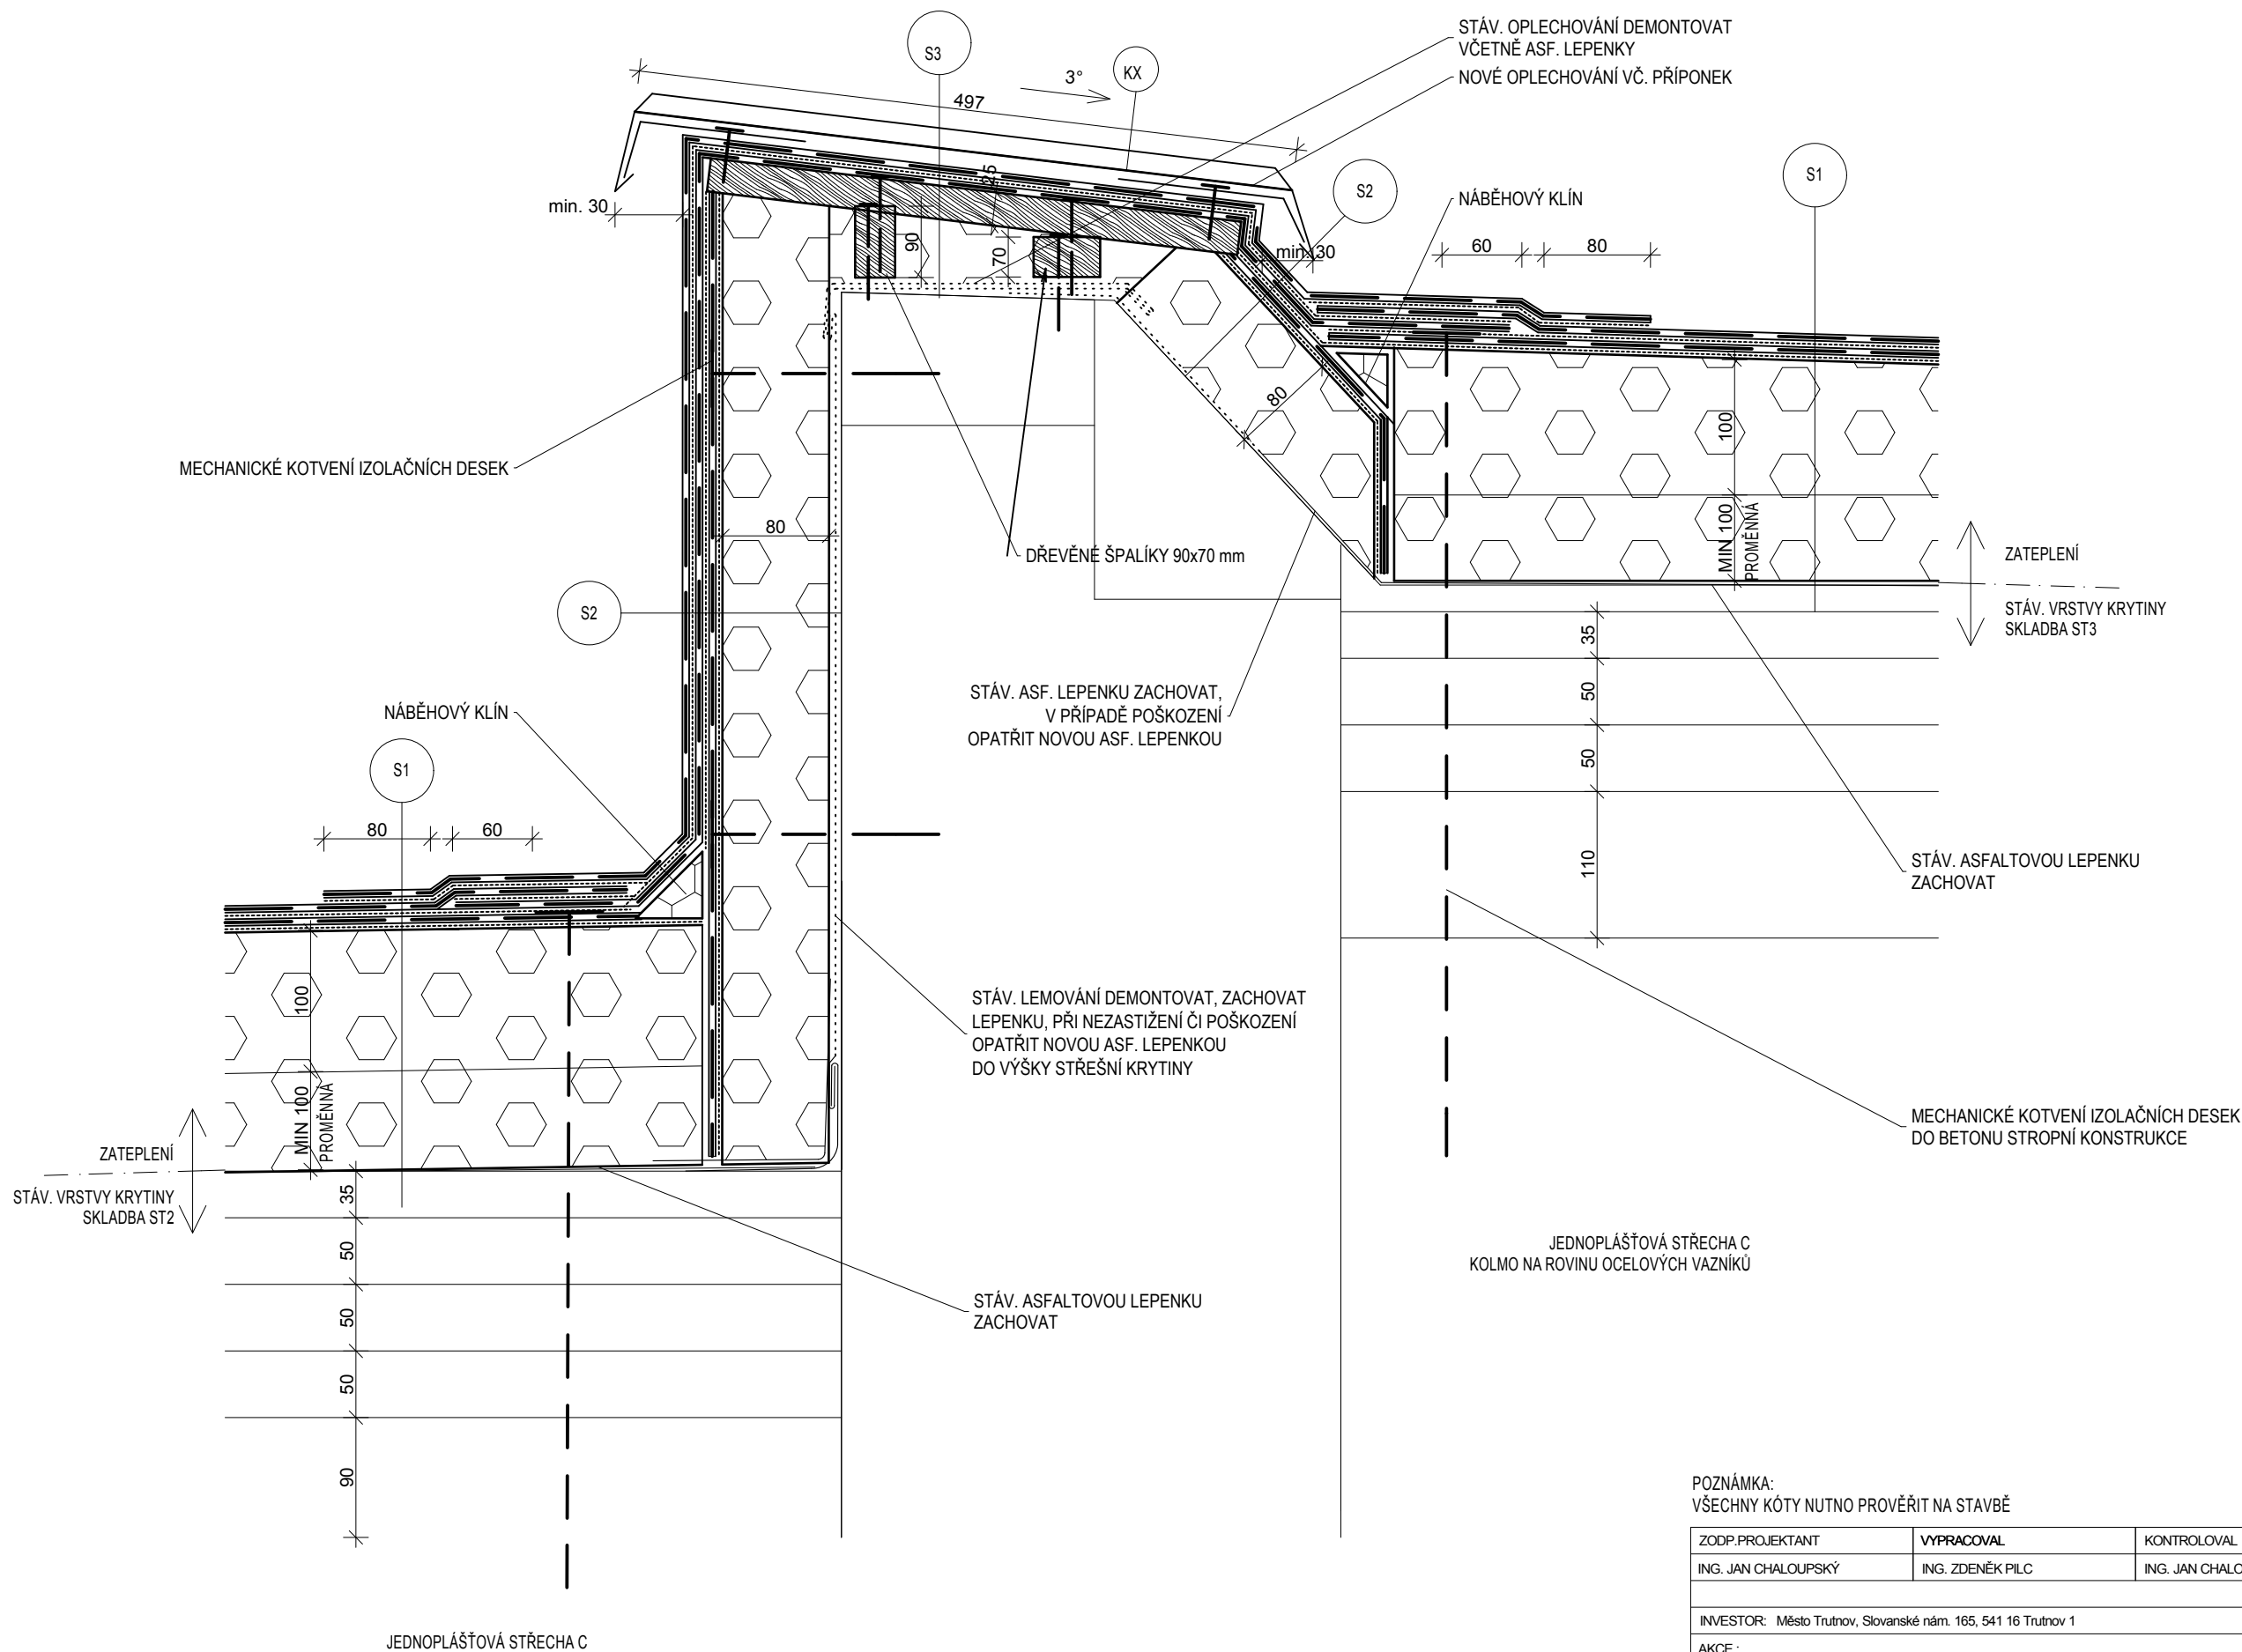 STÁV. OPLECHOVÁNÍ DEMONTOVAT
VČETNĚ ASF. LEPENKY
NOVÉ OPLECHOVÁNÍ VČ. PŘÍPONEK
S3
KX
3°
497
S2
S1
NÁBĚHOVÝ KLÍN
min. 30
25
90
70
min. 30
60
80
80
100
MIN 100
PROMĚNNÁ
MECHANICKÉ KOTVENÍ IZOLAČNÍCH DESEK
80
DŘEVĚNÉ ŠPALÍKY 90x70 mm
ZATEPLENÍ
STÁV. VRSTVY KRYTINY
SKLADBA ST3
S2
35
50
50
110
STÁV. ASF. LEPENKU ZACHOVAT,
V PŘÍPADĚ POŠKOZENÍ
OPATŘIT NOVOU ASF. LEPENKOU
NÁBĚHOVÝ KLÍN
S1
80
60
STÁV. ASFALTOVOU LEPENKU
ZACHOVAT
100
MIN 100
PROMĚNNÁ
STÁV. LEMOVÁNÍ DEMONTOVAT, ZACHOVAT
LEPENKU, PŘI NEZASTIŽENÍ ČI POŠKOZENÍ
OPATŘIT NOVOU ASF. LEPENKOU
DO VÝŠKY STŘEŠNÍ KRYTINY
MECHANICKÉ KOTVENÍ IZOLAČNÍCH DESEK
DO BETONU STROPNÍ KONSTRUKCE
ZATEPLENÍ
STÁV. VRSTVY KRYTINY
SKLADBA ST2
35
50
50
50
90
JEDNOPLÁŠŤOVÁ STŘECHA C
KOLMO NA ROVINU OCELOVÝCH VAZNÍKŮ
STÁV. ASFALTOVOU LEPENKU
ZACHOVAT
POZNÁMKA:
VŠECHNY KÓTY NUTNO PROVĚŘIT NA STAVBĚ
ZODP.PROJEKTANT VYPRACOVAL KONTROLOVAL
ING. JAN CHALOUPSKÝ ING. ZDENĚK PILC ING. JAN
INVESTOR: Město Trutnov, Slovanské nám. 165, 541 16 Trutnov 1
AKCE :
JEDNOPLÁŠŤOVÁ STŘECHA C